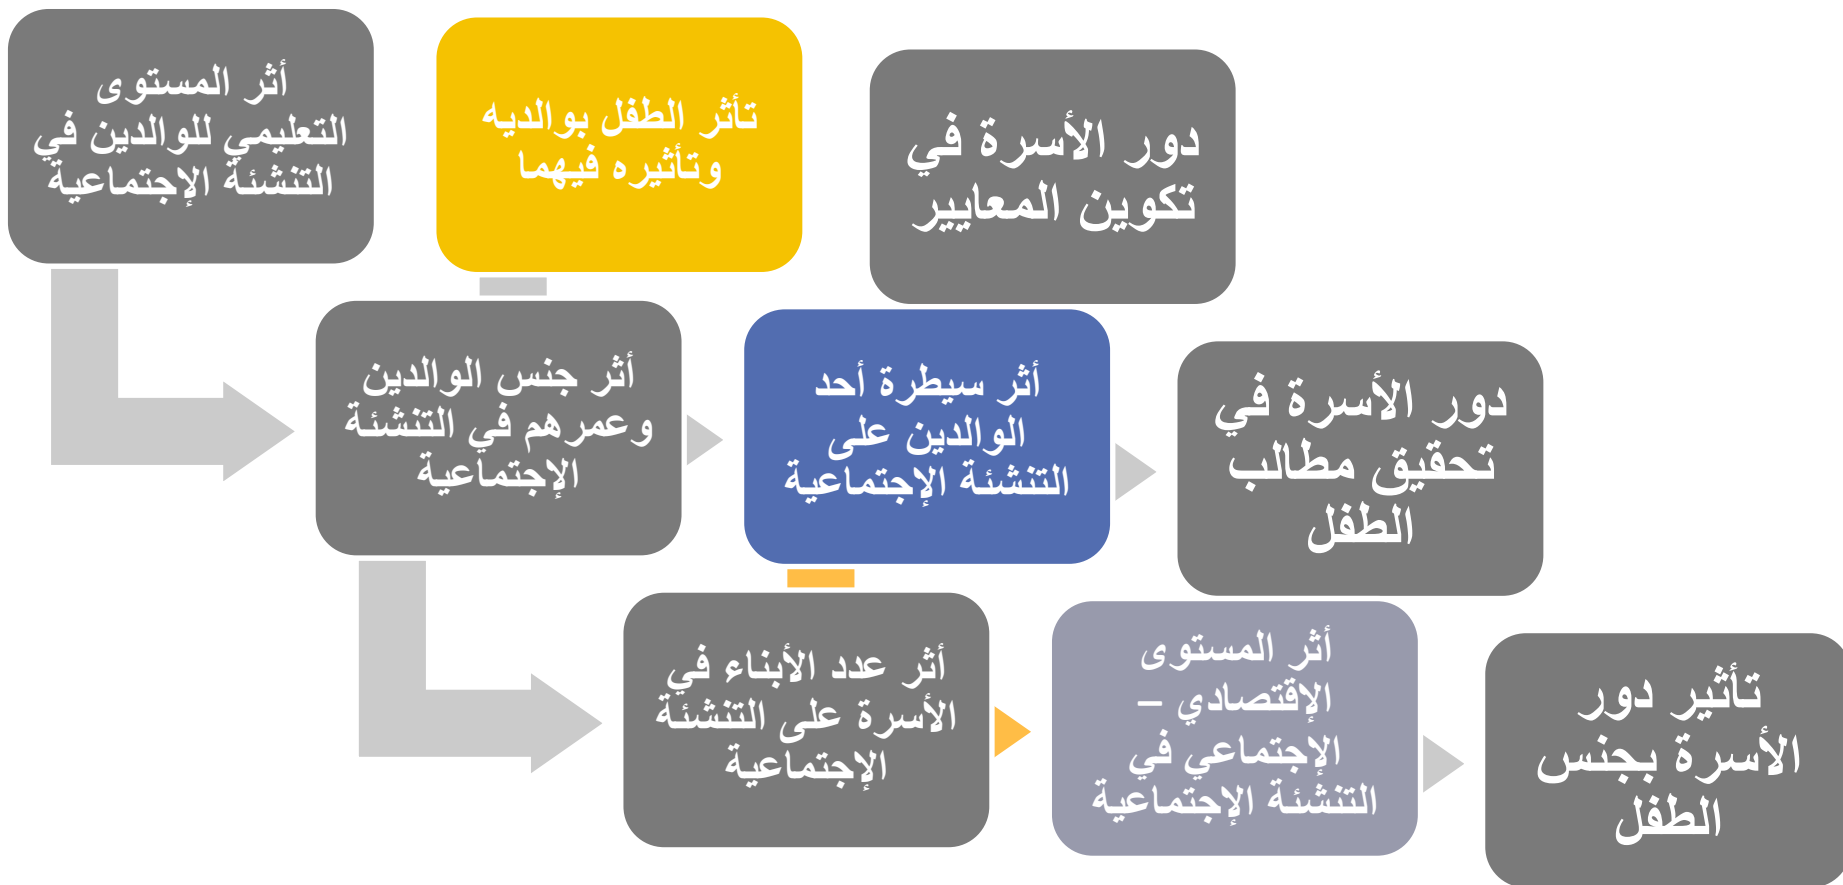 أثر المستوى
التعليمي للوالدين في
التنشئة الإجتماعية
أثر جنس الوالدين
وعمرهم في التنشئة
الإجتماعية
أثر عدد الأبناء في
الأسرة على التنشئة
الإجتماعية
تأثر الطفل بوالديه
وتأثيره فيهما
أثر سيطرة أحد
الوالدين على
التنشئة الإجتماعية
أثر المستوى
الإقتصادي –
الإجتماعي في
التنشئة الإجتماعية
دور الأسرة في
تكوين المعايير
دور الأسرة في
تحقيق مطالب
الطفل
تأثير دور
الأسرة بجنس
الطفل